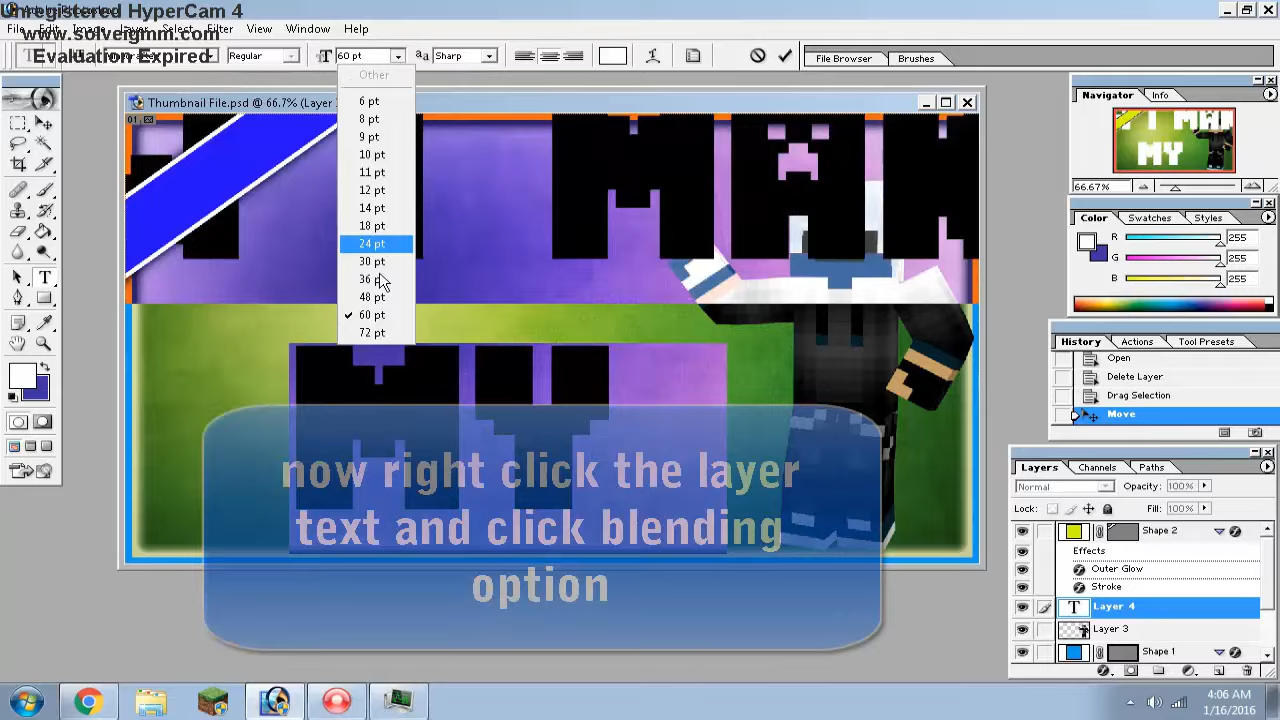 Unregistered HyperCam 4
www.solveigmm.com
Evaluation Expired
File Edit Image Layer Select Filter View Window Help
Regular
60 pt
aa Sharp
File Browser
Brushes
Other
6 pt
8 pt
9 pt
10 pt
11 pt
12 pt
14 pt
18 pt
24 pt
30 pt
36 p
48 pt
60 pt
72 pt
Thumbnail File.psd @ 66.7% (Layer
now right click the layer
text and click blending
option
Navigator Info
MY
66.67%
Color Swatches Styles
R 255
G 255
B 255
History Actions Tool Presets
Open
Delete Layer
Drag Selection
Move
Layers Channels Paths
Normal Opacity: 100%
Lock: Fill: 100%
Shape 2
Effects
Outer Glow
Stroke
T Layer 4
Layer 3
Shape 1
4:06 AM
1/16/2016